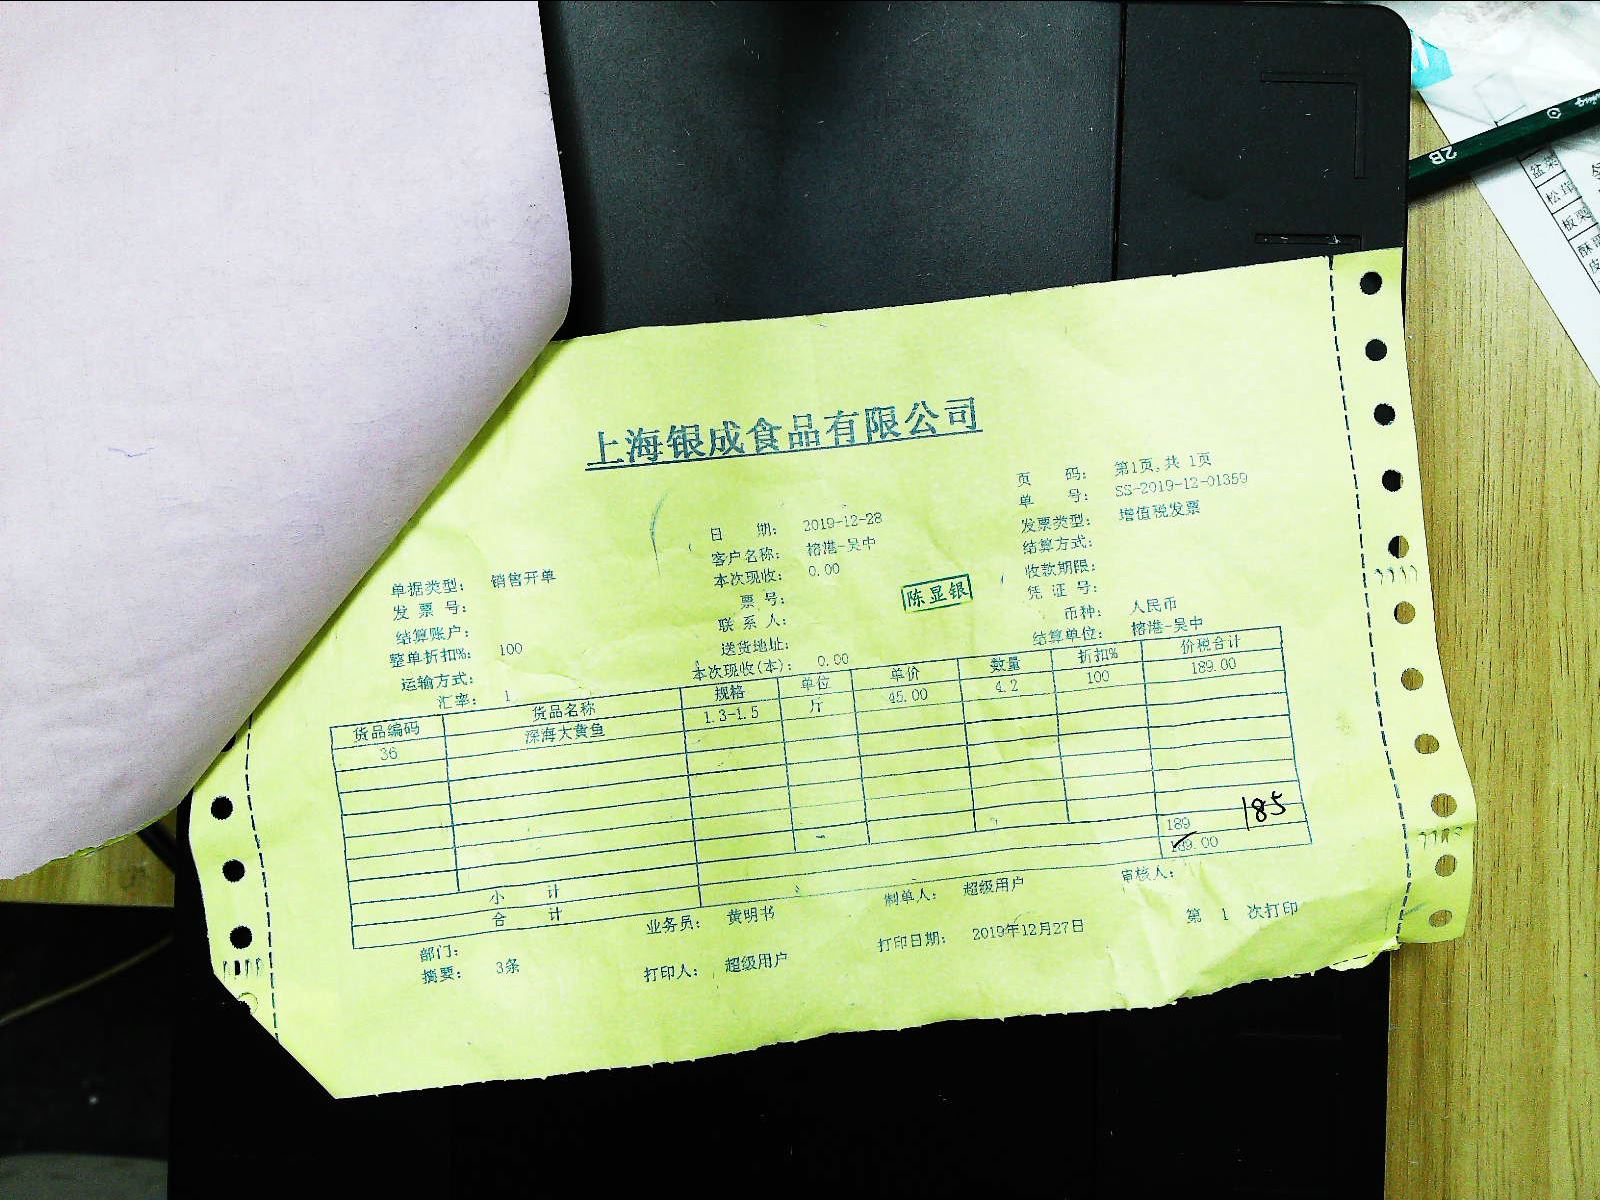 上海银成食品有限公司
页 码： 第1页,共 1页
单 号： SS-2019-12-01359
日 期： 2019-12-28
发票类型： 增值税发票
单据类型： 销售开单
客户名称： 榕港-吴中
结算方式：
发 票 号：
本次现收： 0.00
收款期限：
结算账户：
票 号：
陈显银
凭 证 号：
整单折扣%： 100
联 系 人：
币种： 人民币
运输方式：
送货地址：
结算单位： 榕港-吴中
汇率： 1
本次现收(本)： 0.00
货品编码 货品名称 规格 单位 单价 数量 折扣% 价税合计
36 深海大黄鱼 1.3-1.5 斤 45.00 4.2 100 189.00
小 计 189
185
合 计 189.00
部门： 业务员： 黄明书 制单人： 超级用户 审核人：
摘要： 3条 打印人： 超级用户 打印日期： 2019年12月27日 第 1 次打印
2B
盆菜
松茸
板栗